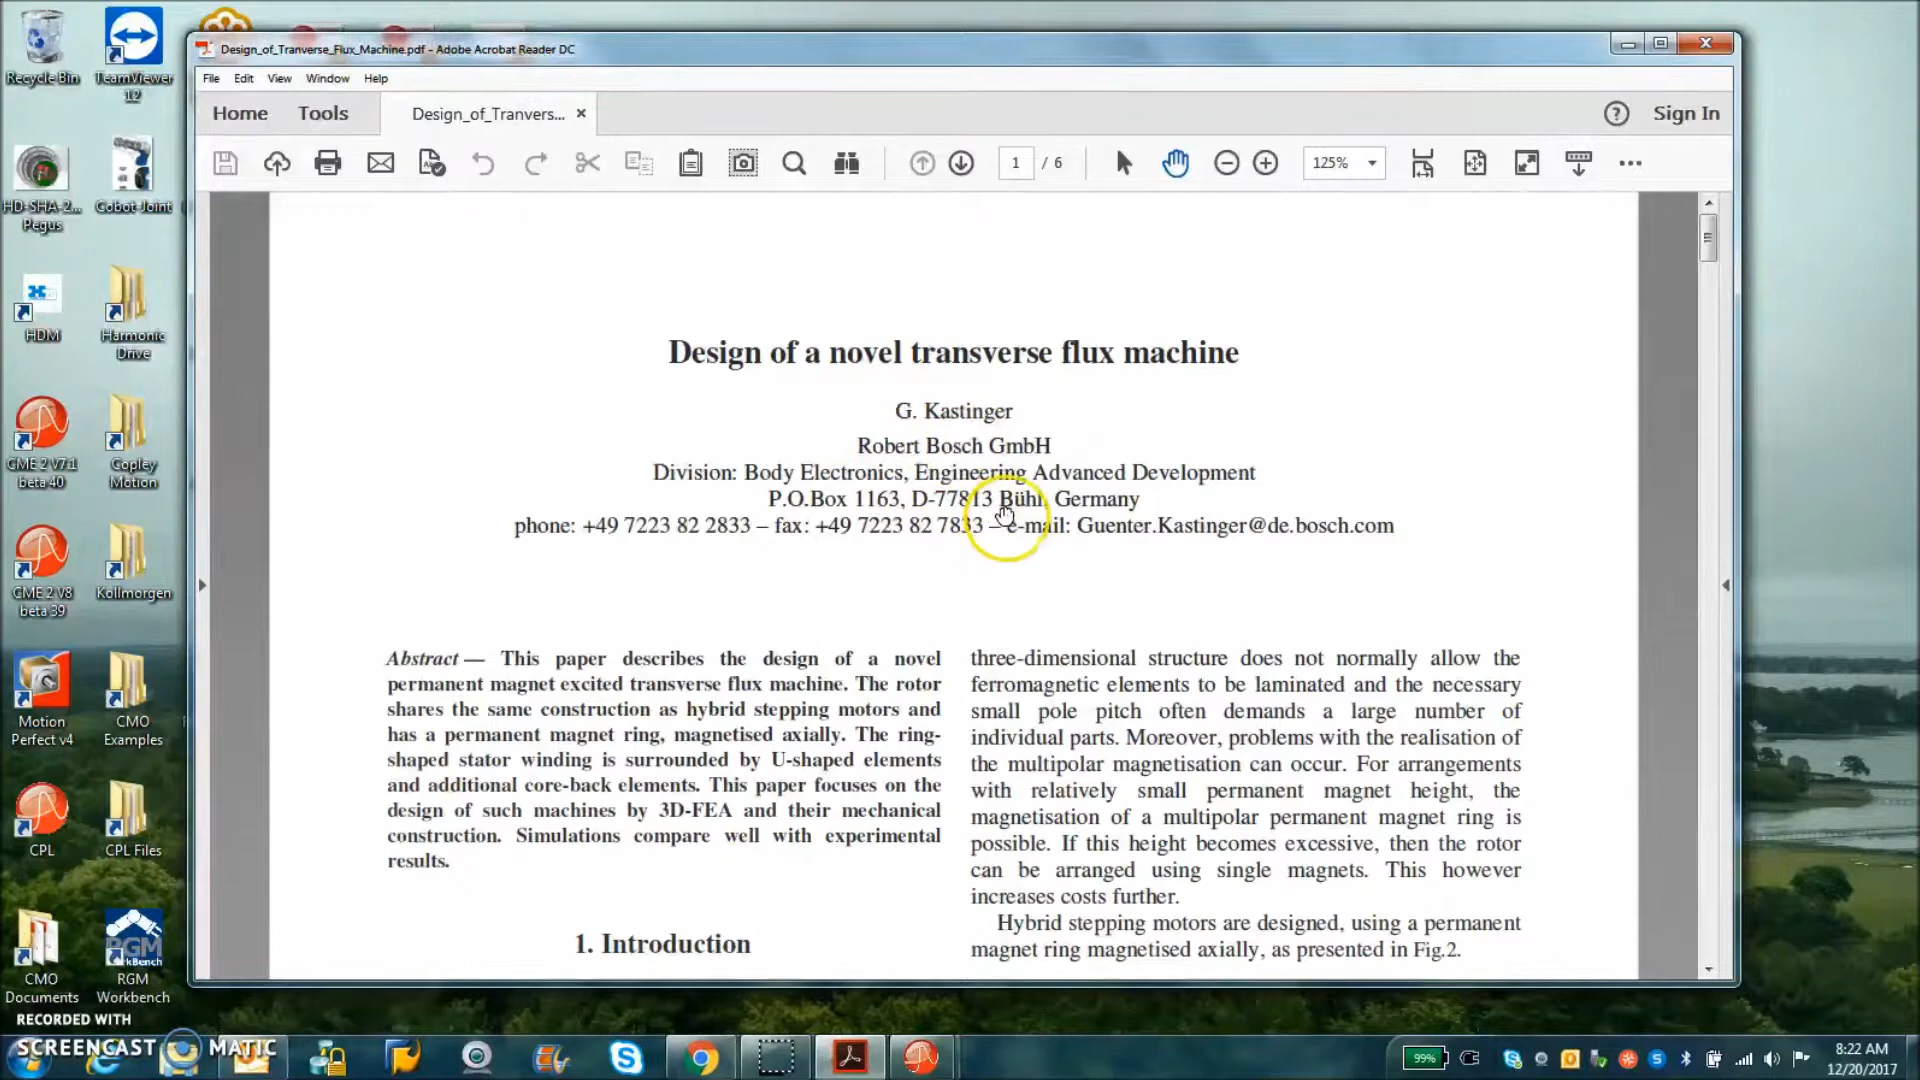 Design_of_Tranverse_Flux_Machine.pdf - Adobe Acrobat Reader DC
File Edit View Window Help
Home Tools Design_of_Tranvers... × ? Sign In
1 / 6 125%
Design of a novel transverse flux machine
G. Kastinger
Robert Bosch GmbH
Division: Body Electronics, Engineering Advanced Development
P.O.Box 1163, D-77813 Bühl, Germany
phone: +49 7223 82 2833 – fax: +49 7223 82 7833 – e-mail: Guenter.Kastinger@de.bosch.com
Abstract — This paper describes the design of a novel
permanent magnet excited transverse flux machine. The rotor
shares the same construction as hybrid stepping motors and
has a permanent magnet ring, magnetised axially. The ring-
shaped stator winding is surrounded by U-shaped elements
and additional core-back elements. This paper focuses on the
design of such machines by 3D-FEA and their mechanical
construction. Simulations compare well with experimental
results.
1. Introduction
three-dimensional structure does not normally allow the
ferromagnetic elements to be laminated and the necessary
small pole pitch often demands a large number of
individual parts. Moreover, problems with the realisation of
the multipolar magnetisation can occur. For arrangements
with relatively small permanent magnet height, the
magnetisation of a multipolar permanent magnet ring is
possible. If this height becomes excessive, then the rotor
can be arranged using single magnets. This however
increases costs further.
Hybrid stepping motors are designed, using a permanent
magnet ring magnetised axially, as presented in Fig.2.
Recycle Bin
TeamViewer
12
HD-SHA-2...
Pegus
Cobot-Joint
HDM
Harmonic
Drive
CME 2 V7.1
beta 40
Copley
Motion
CME 2 V8
beta 39
Kollmorgen
Motion
Perfect v4
CMO
Examples
CPL
CPL Files
CMO
Documents
RGM
Workbench
RECORDED WITH
SCREENCAST MATIC
99%
8:22 AM
12/20/2017